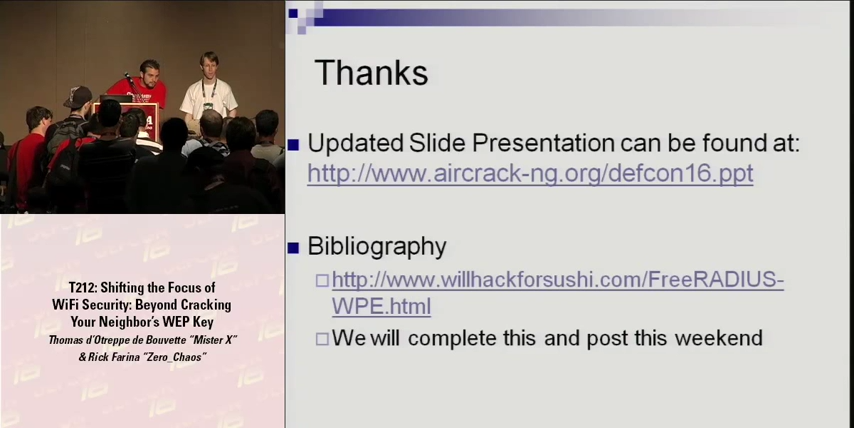 Thanks
Updated Slide Presentation can be found at:
http://www.aircrack-ng.org/defcon16.ppt
Bibliography
http://www.willhackforsushi.com/FreeRADIUS-
WPE.html
We will complete this and post this weekend
T212: Shifting the Focus of
WiFi Security: Beyond Cracking
Your Neighbor's WEP Key
Thomas d'Otreppe de Bouvette "Mister X"
& Rick Farina "Zero_Chaos"